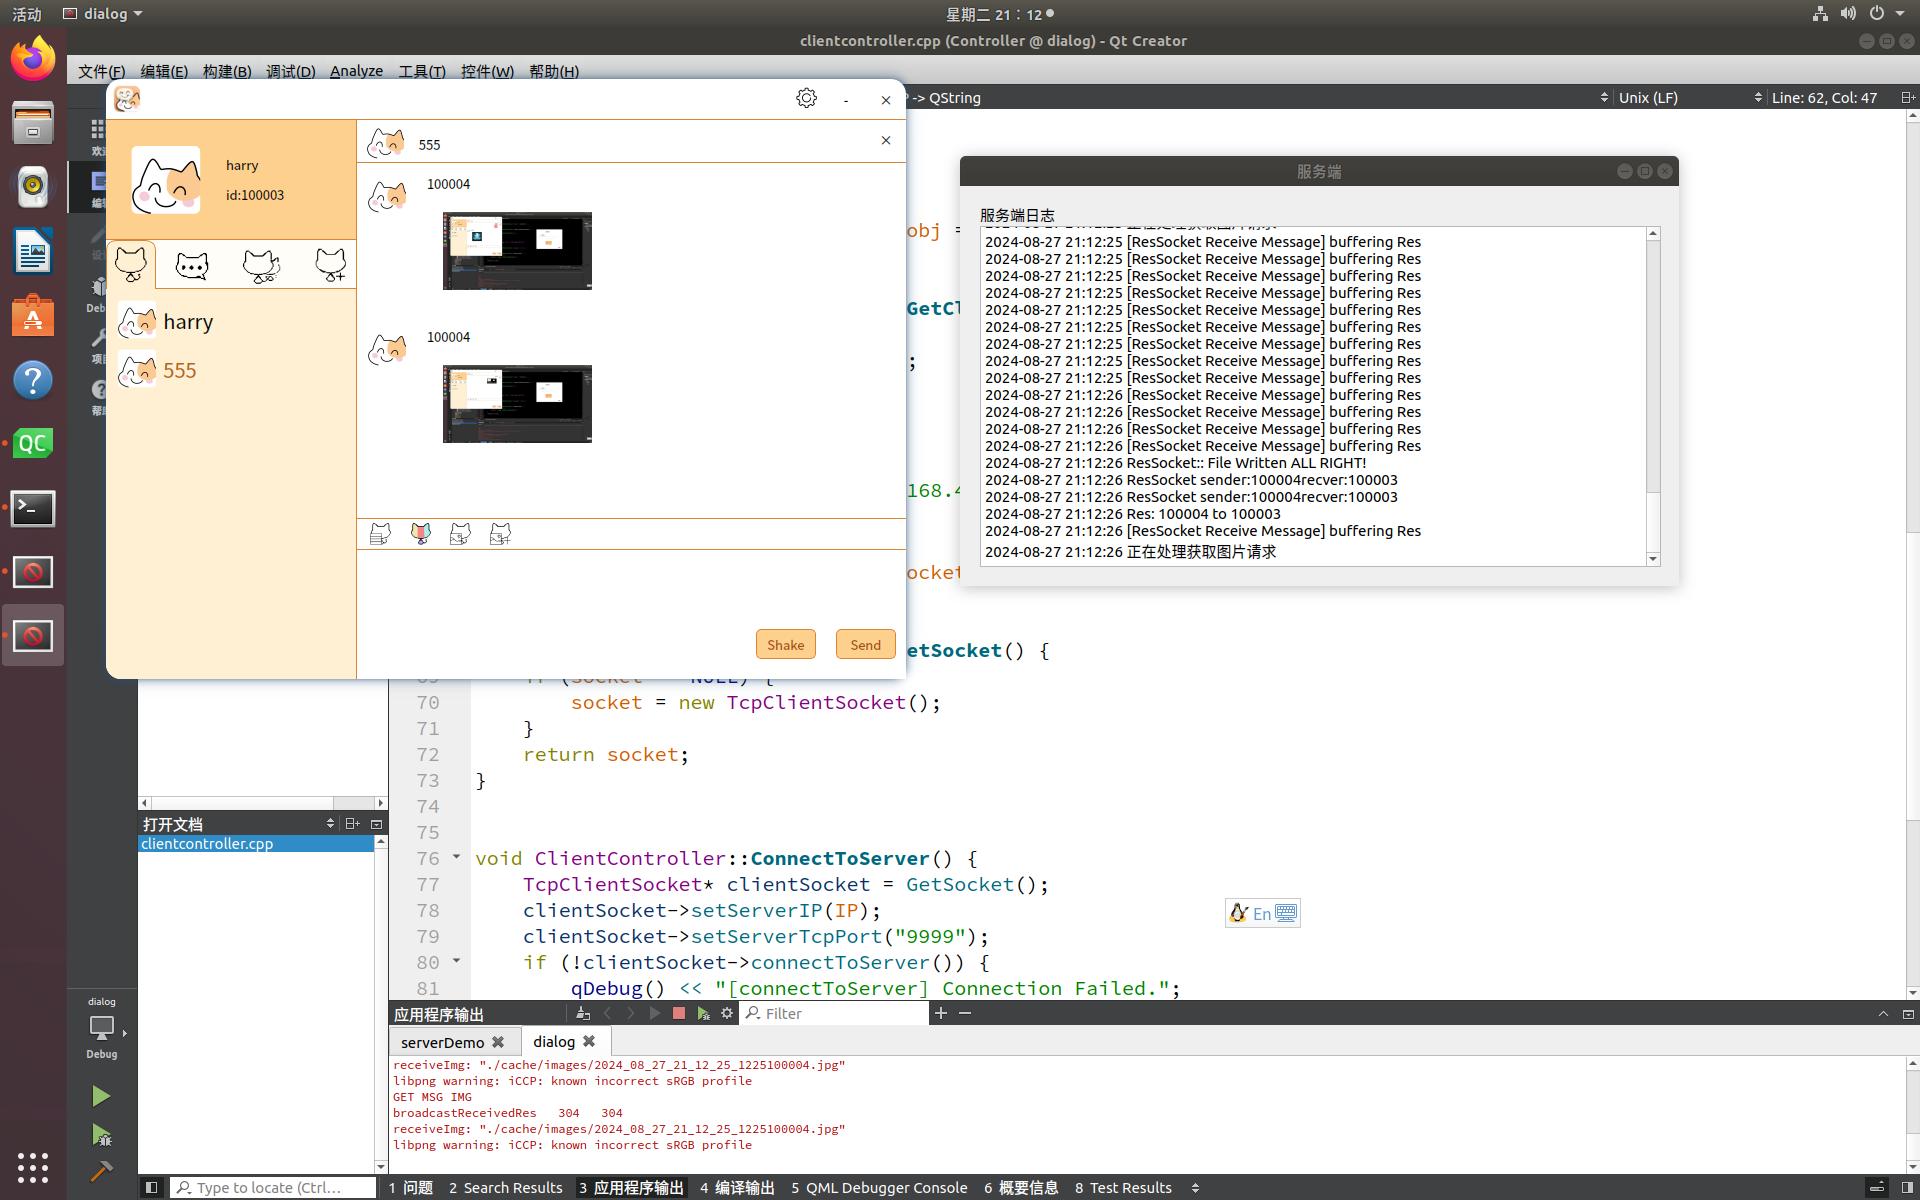 活动
dialog
星期二 21：12
clientcontroller.cpp (Controller @ dialog) - Qt Creator
文件(F) 编辑(E) 构建(B) 调试(D) Analyze 工具(T) 控件(W) 帮助(H)
-> QString
Unix (LF)
Line: 62, Col: 47
harry
id:100003
harry
555
555
100004
100004
Shake
Send
服务端
服务端日志
2024-08-27 21:12:25 [ResSocket Receive Message] buffering Res
2024-08-27 21:12:25 [ResSocket Receive Message] buffering Res
2024-08-27 21:12:25 [ResSocket Receive Message] buffering Res
2024-08-27 21:12:25 [ResSocket Receive Message] buffering Res
2024-08-27 21:12:25 [ResSocket Receive Message] buffering Res
2024-08-27 21:12:25 [ResSocket Receive Message] buffering Res
2024-08-27 21:12:25 [ResSocket Receive Message] buffering Res
2024-08-27 21:12:25 [ResSocket Receive Message] buffering Res
2024-08-27 21:12:25 [ResSocket Receive Message] buffering Res
2024-08-27 21:12:26 [ResSocket Receive Message] buffering Res
2024-08-27 21:12:26 [ResSocket Receive Message] buffering Res
2024-08-27 21:12:26 [ResSocket Receive Message] buffering Res
2024-08-27 21:12:26 [ResSocket Receive Message] buffering Res
2024-08-27 21:12:26 ResSocket:: File Written ALL RIGHT!
2024-08-27 21:12:26 ResSocket sender:100004recver:100003
2024-08-27 21:12:26 ResSocket sender:100004recver:100003
2024-08-27 21:12:26 Res: 100004 to 100003
2024-08-27 21:12:26 [ResSocket Receive Message] buffering Res
2024-08-27 21:12:26 正在处理获取图片请求
obj =
GetCl
;
168.4
ocket
etSocket() {
70 socket = new TcpClientSocket();
71 }
72 return socket;
73 }
74
75
76 void ClientController::ConnectToServer() {
77 TcpClientSocket* clientSocket = GetSocket();
78 clientSocket->setServerIP(IP);
79 clientSocket->setServerTcpPort("9999");
80 if (!clientSocket->connectToServer()) {
81 qDebug() << "[connectToServer] Connection Failed.";
En
打开文档
clientcontroller.cpp
dialog
Debug
应用程序输出
Filter
serverDemo
dialog
receiveImg: "./cache/images/2024_08_27_21_12_25_1225100004.jpg"
libpng warning: iCCP: known incorrect sRGB profile
GET MSG IMG
broadcastReceivedRes 304 304
receiveImg: "./cache/images/2024_08_27_21_12_25_1225100004.jpg"
libpng warning: iCCP: known incorrect sRGB profile
Type to locate (Ctrl...
1 问题 2 Search Results 3 应用程序输出 4 编译输出 5 QML Debugger Console 6 概要信息 8 Test Results